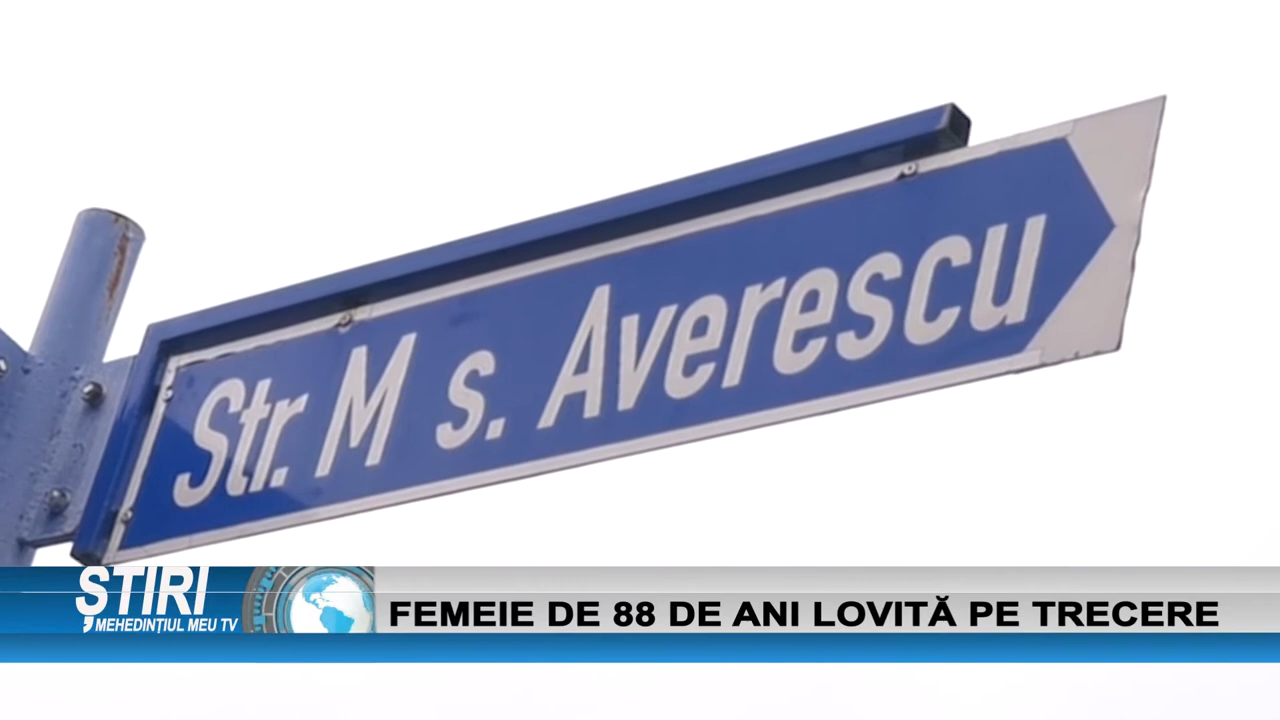 Str. M s. Averescu
ȘTIRI
MEHEDINȚIUL MEU TV
FEMEIE DE 88 DE ANI LOVITĂ PE TRECERE